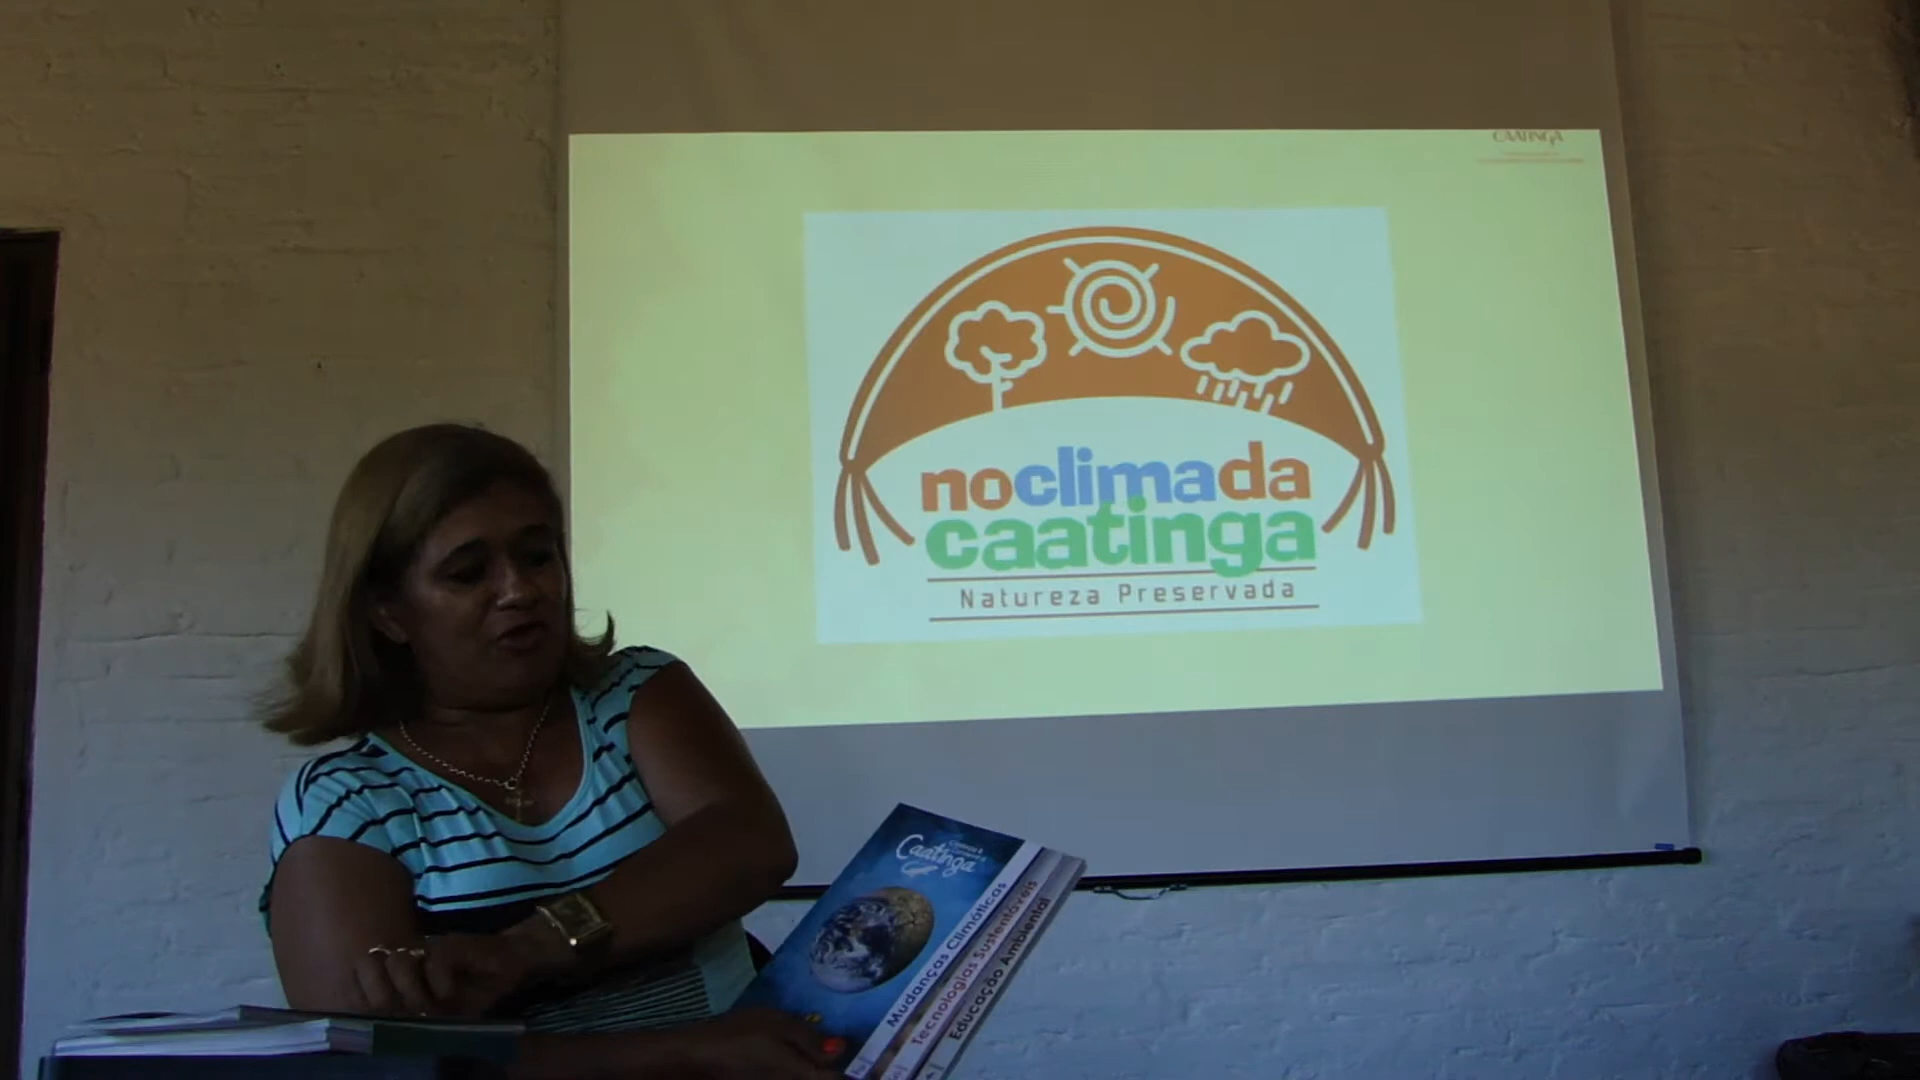 CAATINGA
noclimada
caatinga
Natureza Preservada
Caatinga
Mudanças Climáticas
Tecnologias Sustentáveis
Educação Ambiental